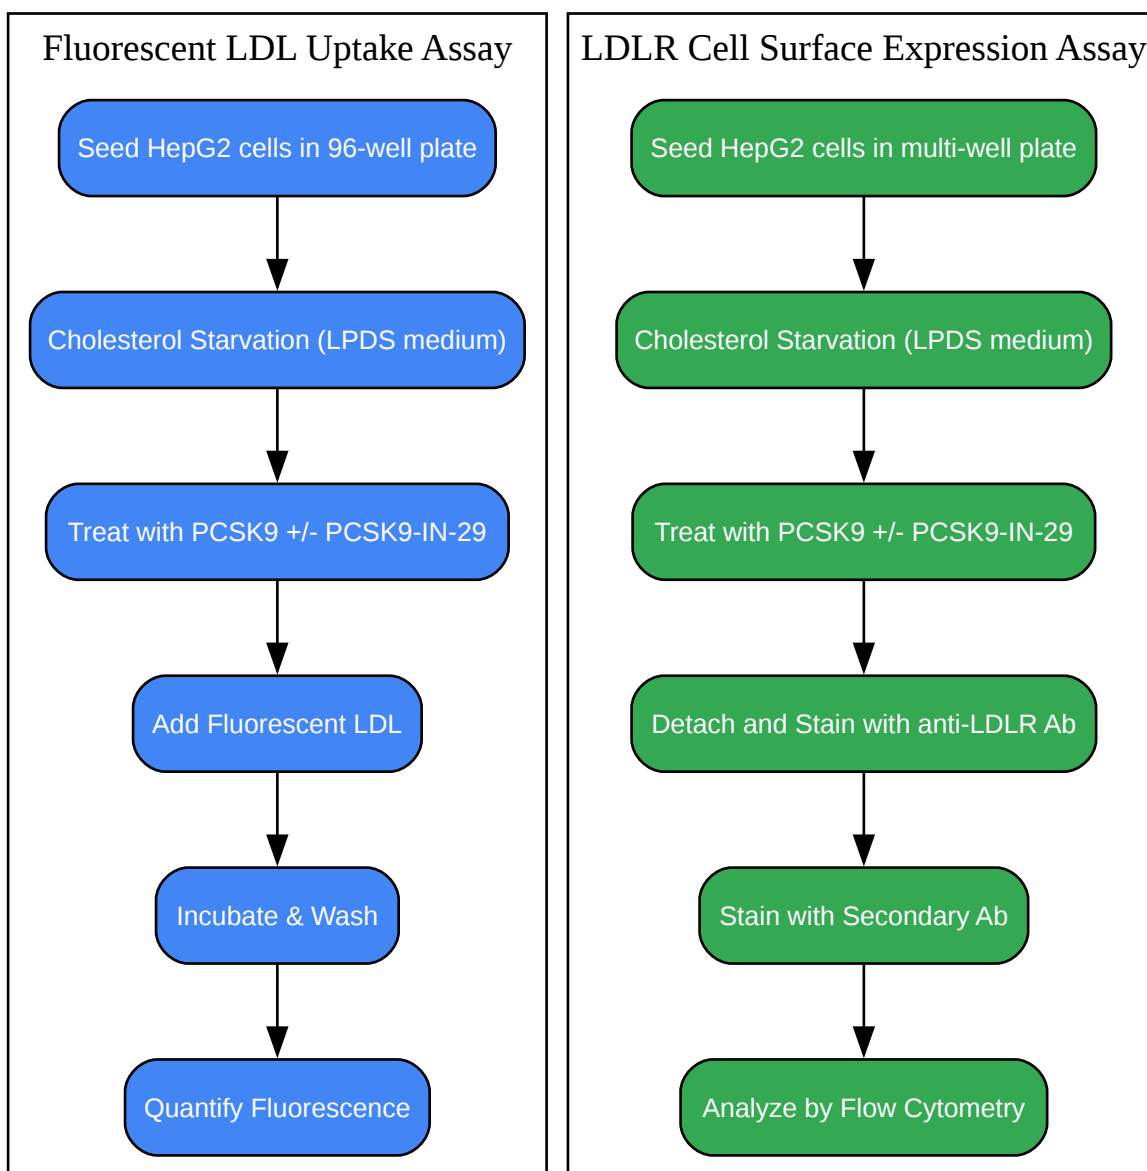 Fluorescent LDL Uptake Assay
Seed HepG2 cells in 96-well plate
Cholesterol Starvation (LPDS medium)
Treat with PCSK9 +/- PCSK9-IN-29
Add Fluorescent LDL
Incubate & Wash
Quantify Fluorescence
LDLR Cell Surface Expression Assay
Seed HepG2 cells in multi-well plate
Cholesterol Starvation (LPDS medium)
Treat with PCSK9 +/- PCSK9-IN-29
Detach and Stain with anti-LDLR Ab
Stain with Secondary Ab
Analyze by Flow Cytometry